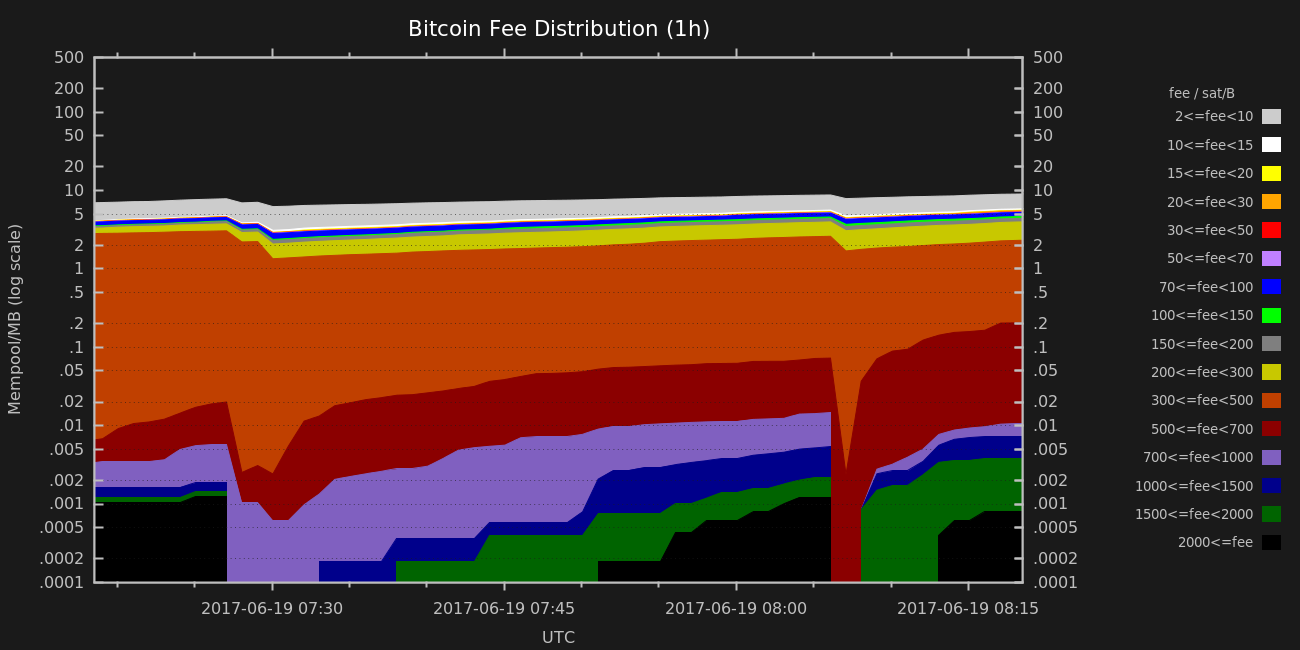 Bitcoin Fee Distribution (1h)
500
200
100
50
20
10
5
2
1
.5
.2
.1
.05
.02
.01
.005
.002
.001
.0005
.0002
.0001
Mempool/MB (log scale)
500
200
100
50
20
10
5
2
1
.5
.2
.1
.05
.02
.01
.005
.002
.001
.0005
.0002
.0001
2017-06-19 07:30
2017-06-19 07:45
2017-06-19 08:00
2017-06-19 08:15
UTC
fee / sat/B
2<=fee<10
10<=fee<15
15<=fee<20
20<=fee<30
30<=fee<50
50<=fee<70
70<=fee<100
100<=fee<150
150<=fee<200
200<=fee<300
300<=fee<500
500<=fee<700
700<=fee<1000
1000<=fee<1500
1500<=fee<2000
2000<=fee